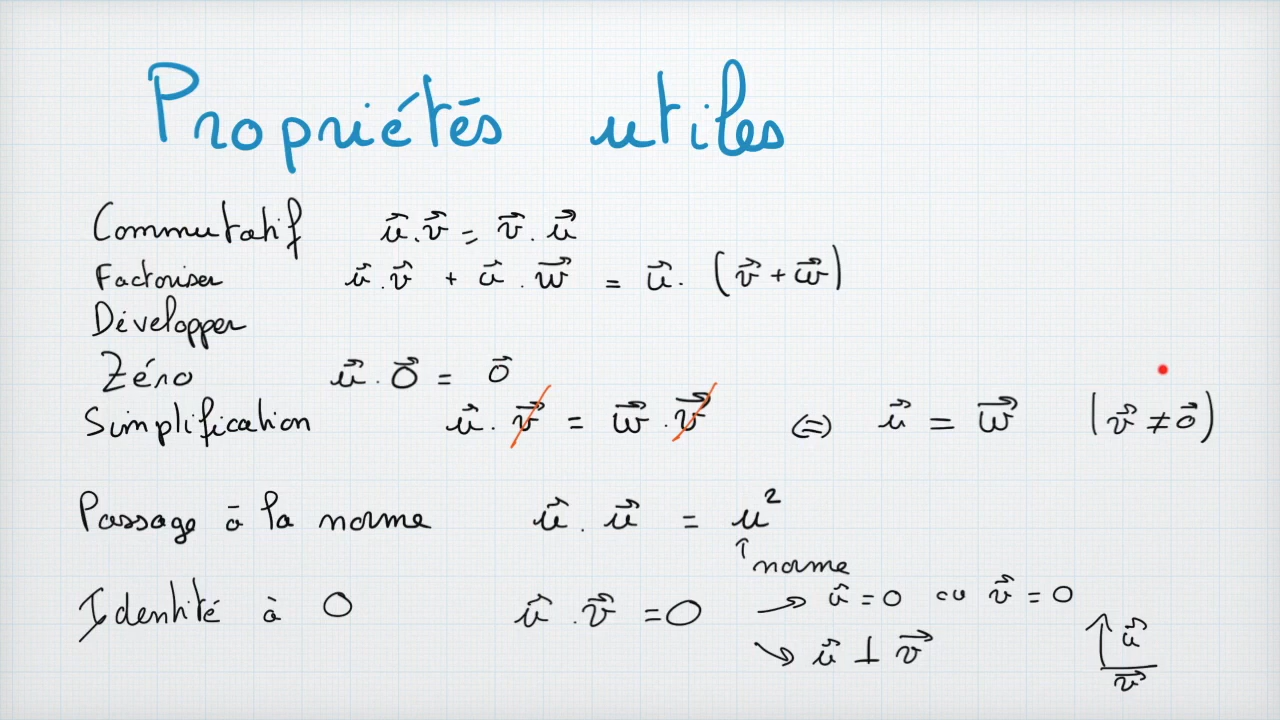 Propriétés utiles
Commutatif u⃗.v⃗ = v⃗.u⃗
Factoriser u⃗.v⃗ + u⃗.w⃗ = u⃗.(v⃗+w⃗)
Développer
Zéro u⃗.0⃗ = 0⃗
Simplification u⃗.v⃗ = w⃗.v⃗ ⇔ u⃗ = w⃗ (v⃗ ≠ 0⃗)
Passage à la norme u⃗.u⃗ = u²
↑ norme
Identité à 0 u⃗.v⃗ = 0 → u⃗ = 0 ou v⃗ = 0
↘ u⃗ ⊥ v⃗ u⃗
v⃗